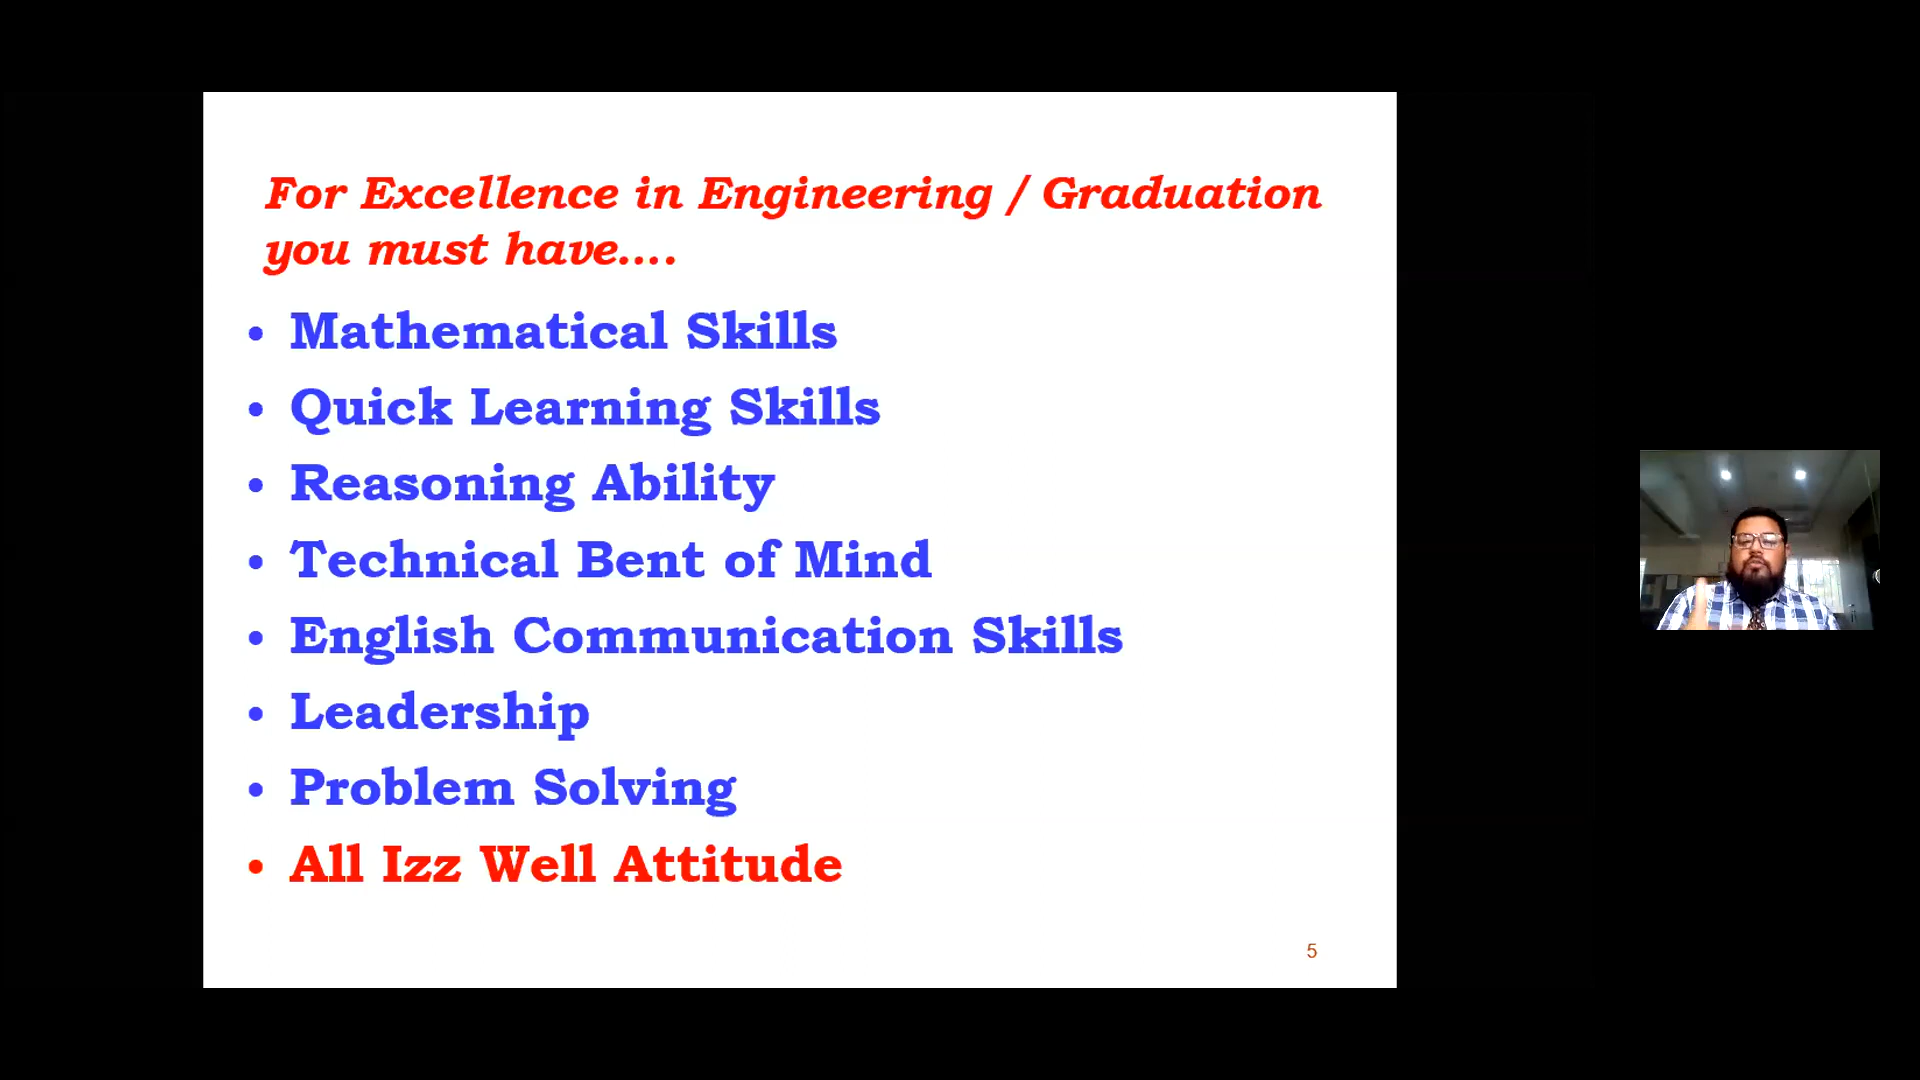 For Excellence in Engineering / Graduation
you must have....
• Mathematical Skills
• Quick Learning Skills
• Reasoning Ability
• Technical Bent of Mind
• English Communication Skills
• Leadership
• Problem Solving
• All Izz Well Attitude
5